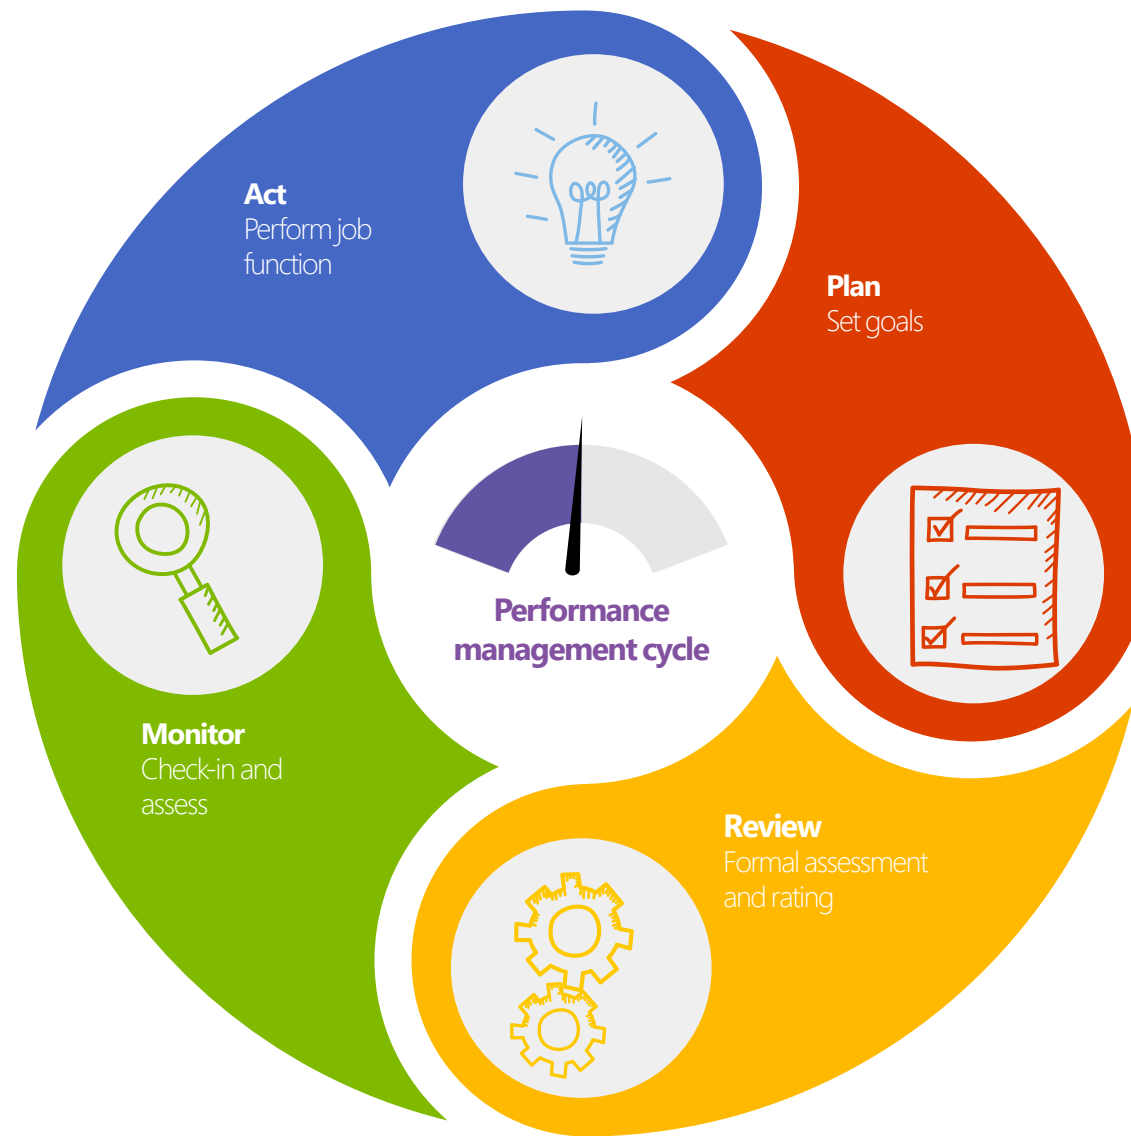 Act
Perform job
function
Plan
Set goals
Performance
management cycle
Monitor
Check-in and
assess
Review
Formal assessment
and rating